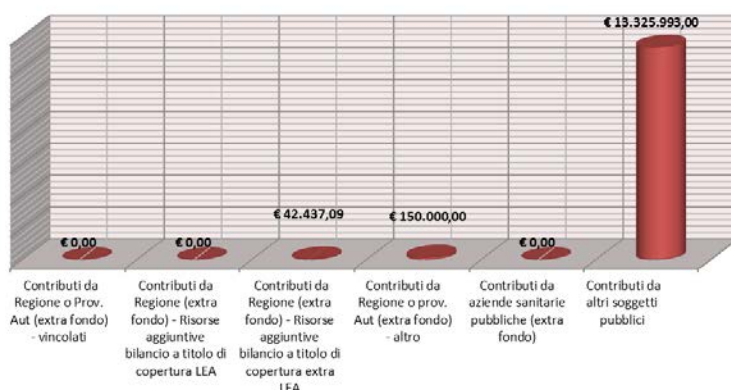 € 13.325.993,00
€ 0,00
€ 0,00
€ 42.437,09
€ 150.000,00
€ 0,00
Contributi da
Regione o Prov.
Aut (extra fondo)
- vincolati
Contributi da
Regione (extra
fondo) - Risorse
aggiuntive
bilancio a titolo di
copertura LEA
Contributi da
Regione (extra
fondo) - Risorse
aggiuntive
bilancio a titolo di
copertura extra
LEA
Contributi da
Regione o prov.
Aut (extra fondo)
- altro
Contributi da
aziende sanitarie
pubbliche (extra
fondo)
Contributi da
altri soggetti
pubblici